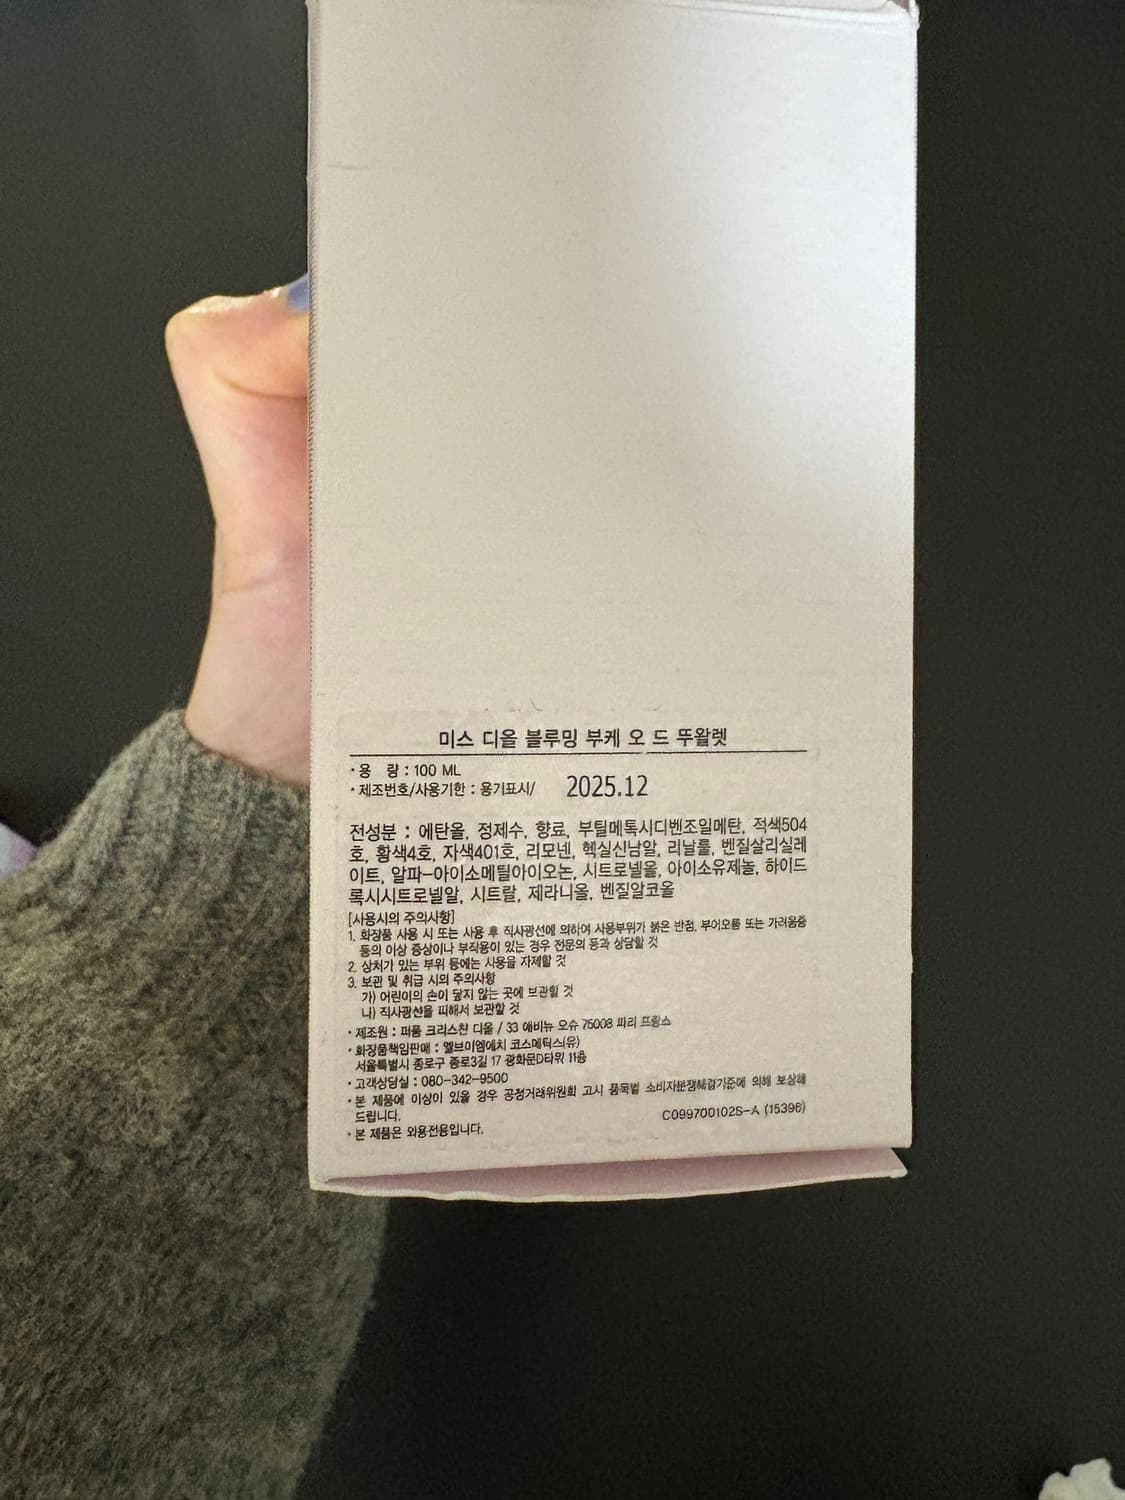 미스 디올 블루밍 부케 오 드 뚜왈렛
· 용 량 : 100 ML
· 제조번호/사용기한 : 용기표시/ 2025.12
전성분 : 에탄올, 정제수, 향료, 부틸메톡시디벤조일메탄, 적색504
호, 황색4호, 자색401호, 리모넨, 헥실신남알, 리날룰, 벤질살리실레
이트, 알파-아이소메틸아이오논, 시트로넬올, 아이소유제놀, 하이드
록시시트로넬알, 시트랄, 제라니올, 벤질알코올
[사용시의 주의사항]
1. 화장품 사용 시 또는 사용 후 직사광선에 의하여 사용부위가 붉은 반점, 부어오름 또는 가려움증
등의 이상 증상이나 부작용이 있는 경우 전문의 등과 상담할 것
2. 상처가 있는 부위 등에는 사용을 자제할 것
3. 보관 및 취급 시의 주의사항
가) 어린이의 손이 닿지 않는 곳에 보관할 것
나) 직사광선을 피해서 보관할 것
· 제조원 : 퍼퓸 크리스챤 디올 / 33 애비뉴 오슈 75008 파리 프랑스
· 화장품책임판매 : 엘브이엠에치 코스메틱스(유)
서울특별시 종로구 종로3길 17 광화문D타워 11층
· 고객상담실 : 080-342-9500
· 본 제품에 이상이 있을 경우 공정거래위원회 고시 품목별 소비자분쟁해결기준에 의해 보상해
드립니다.
C099700102S-A (15396)
· 본 제품은 외용전용입니다.